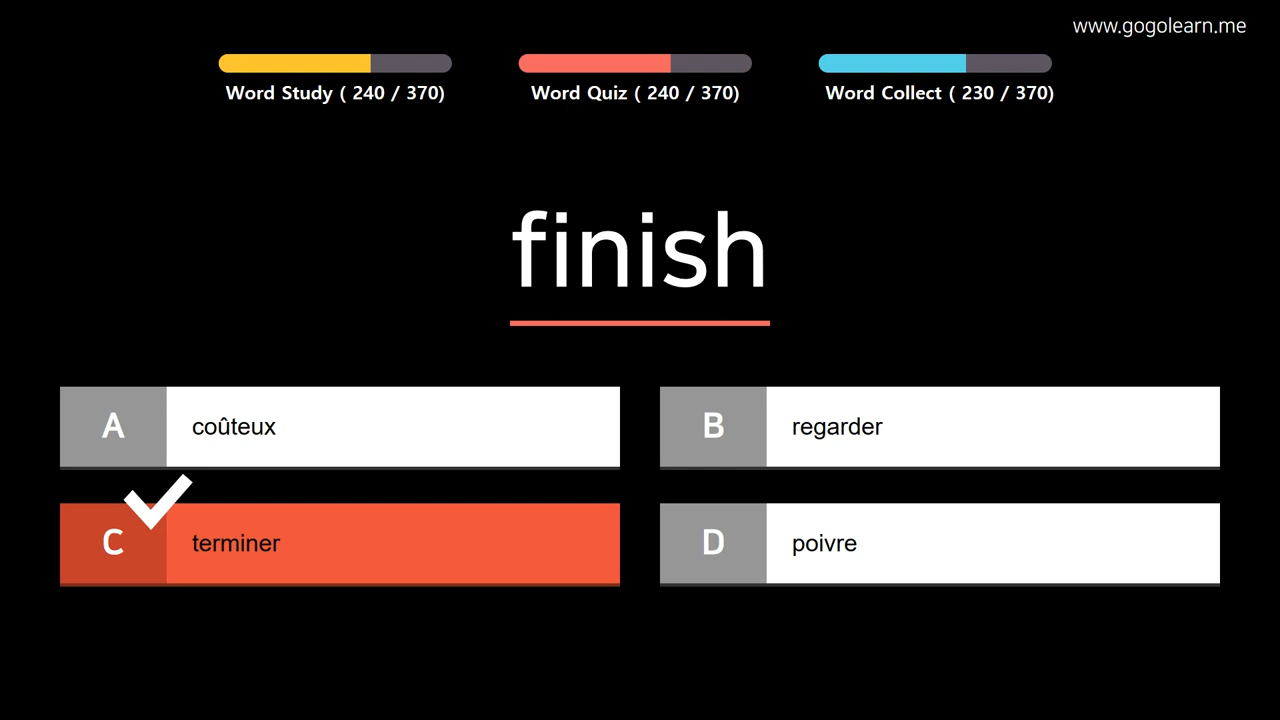 www.gogolearn.me
Word Study ( 240 / 370)
Word Quiz ( 240 / 370)
Word Collect ( 230 / 370)
finish
A coûteux
B regarder
C terminer
D poivre